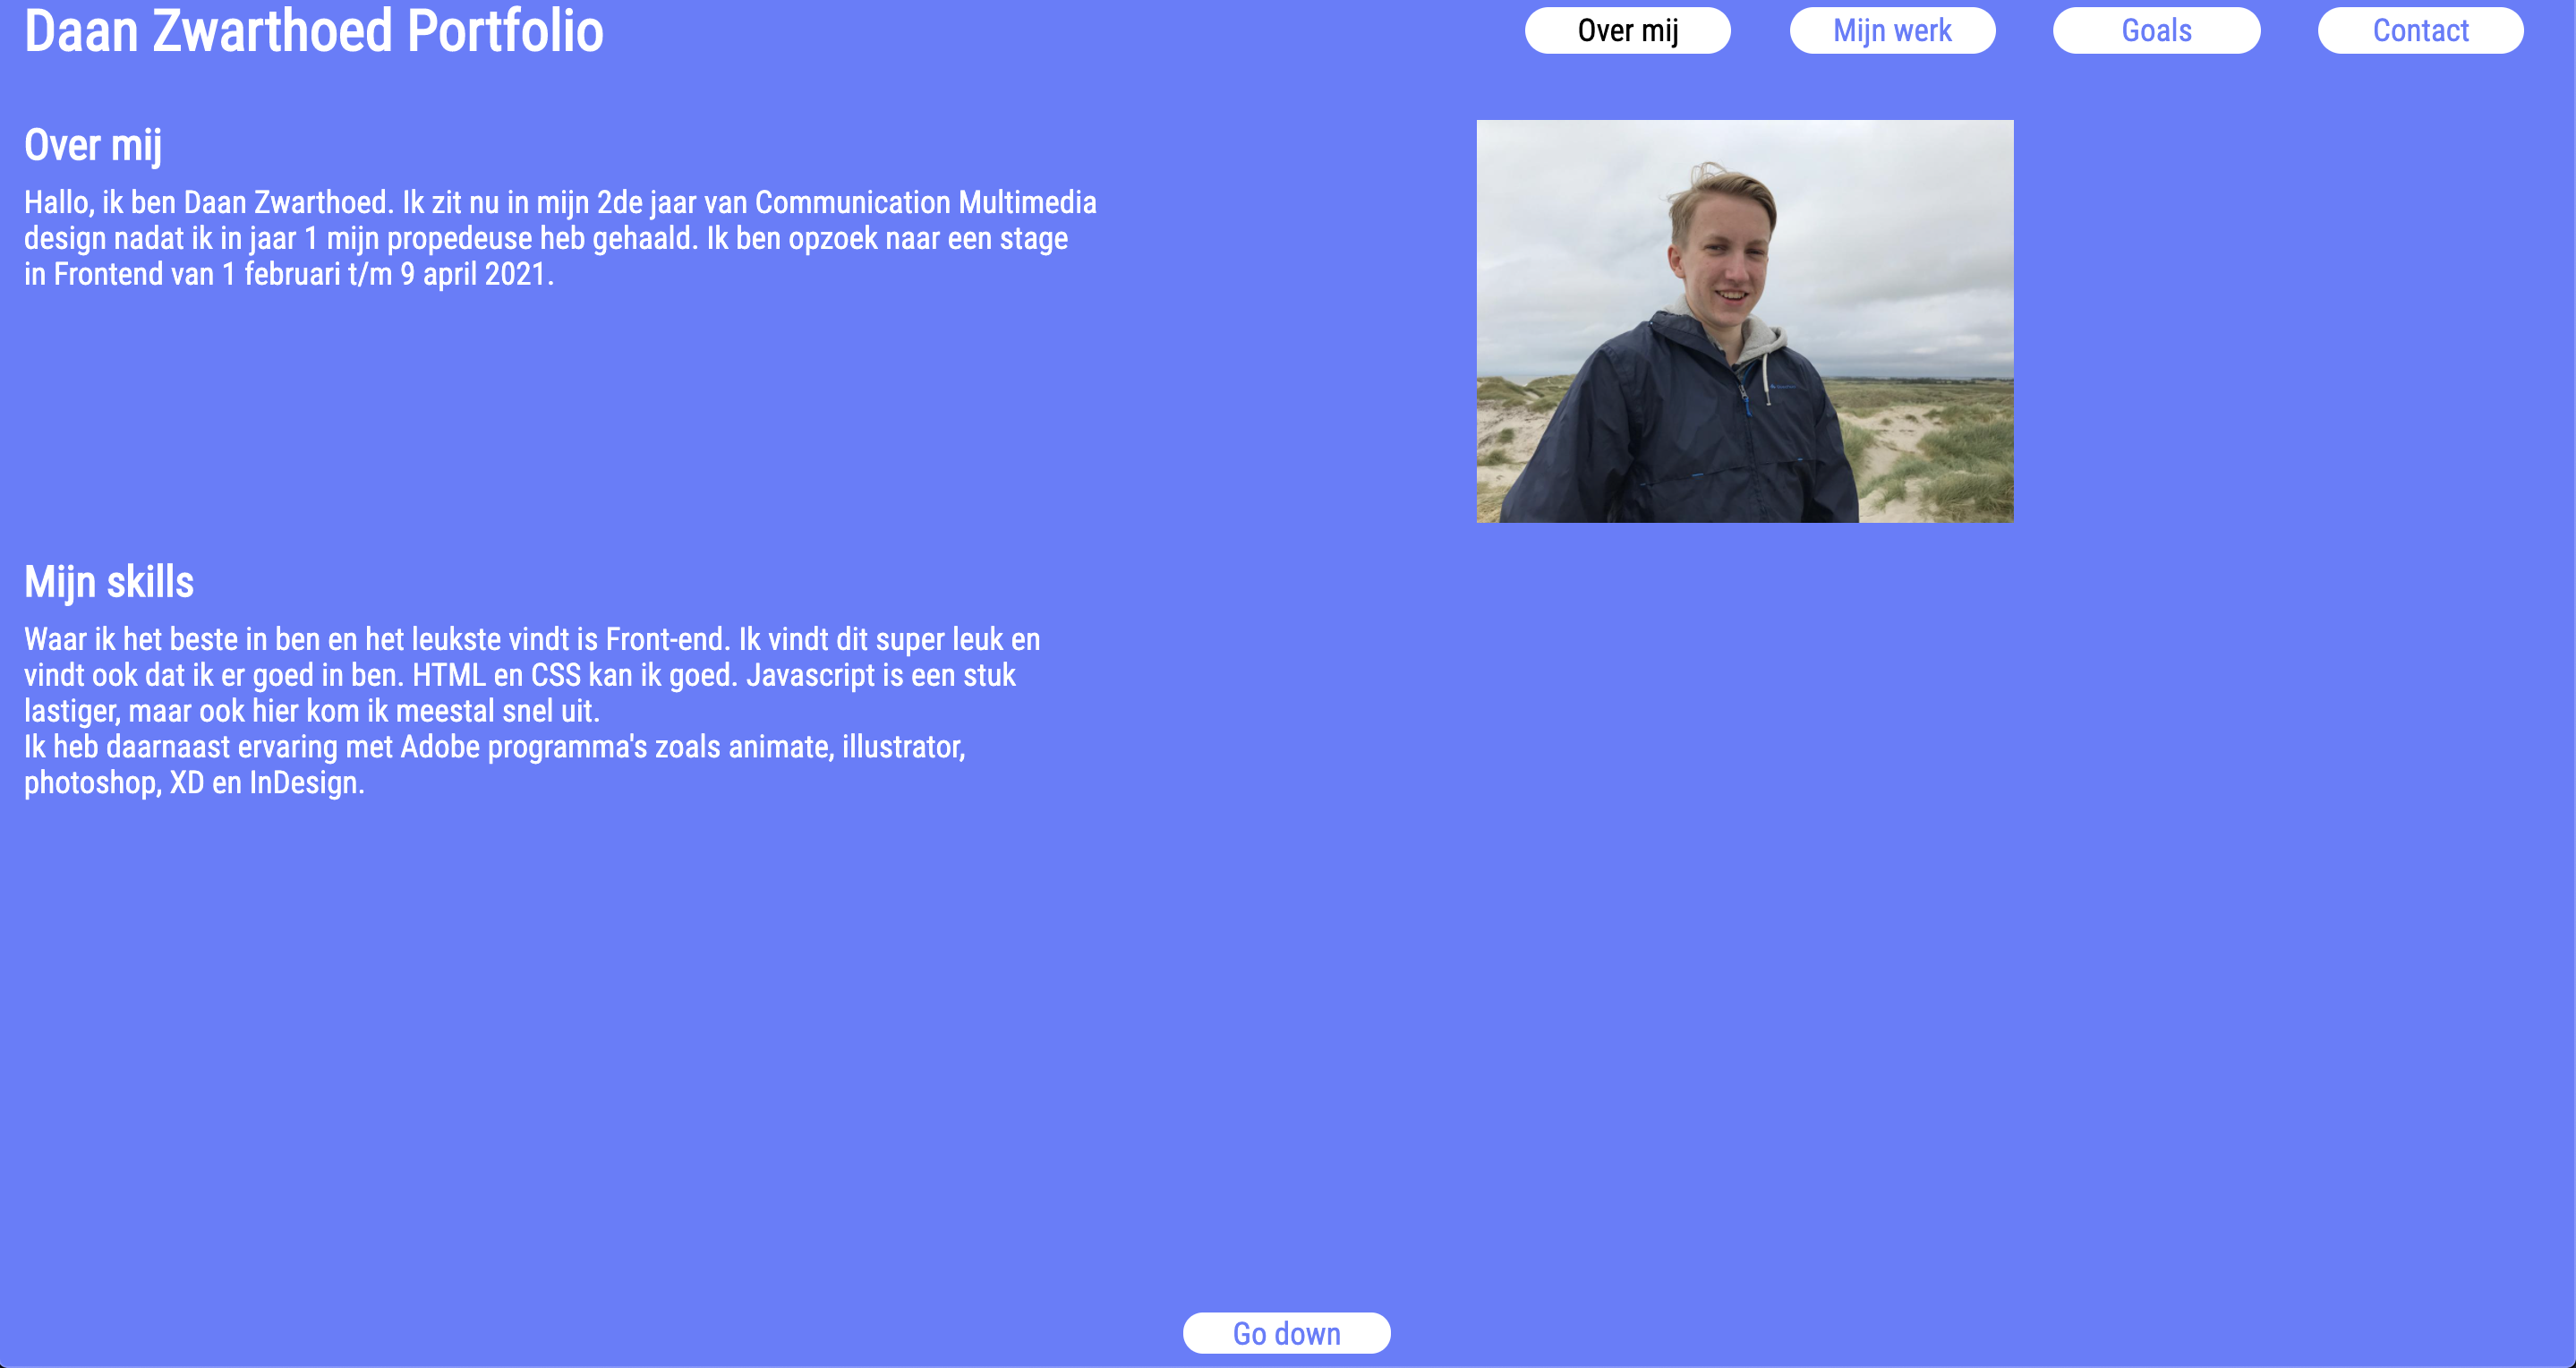 Daan Zwarthoed Portfolio
Over mij
Mijn werk
Goals
Contact
Over mij
Hallo, ik ben Daan Zwarthoed. Ik zit nu in mijn 2de jaar van Communication Multimedia
design nadat ik in jaar 1 mijn propedeuse heb gehaald. Ik ben opzoek naar een stage
in Frontend van 1 februari t/m 9 april 2021.
Mijn skills
Waar ik het beste in ben en het leukste vindt is Front-end. Ik vindt dit super leuk en
vindt ook dat ik er goed in ben. HTML en CSS kan ik goed. Javascript is een stuk
lastiger, maar ook hier kom ik meestal snel uit.
Ik heb daarnaast ervaring met Adobe programma's zoals animate, illustrator,
photoshop, XD en InDesign.
Go down